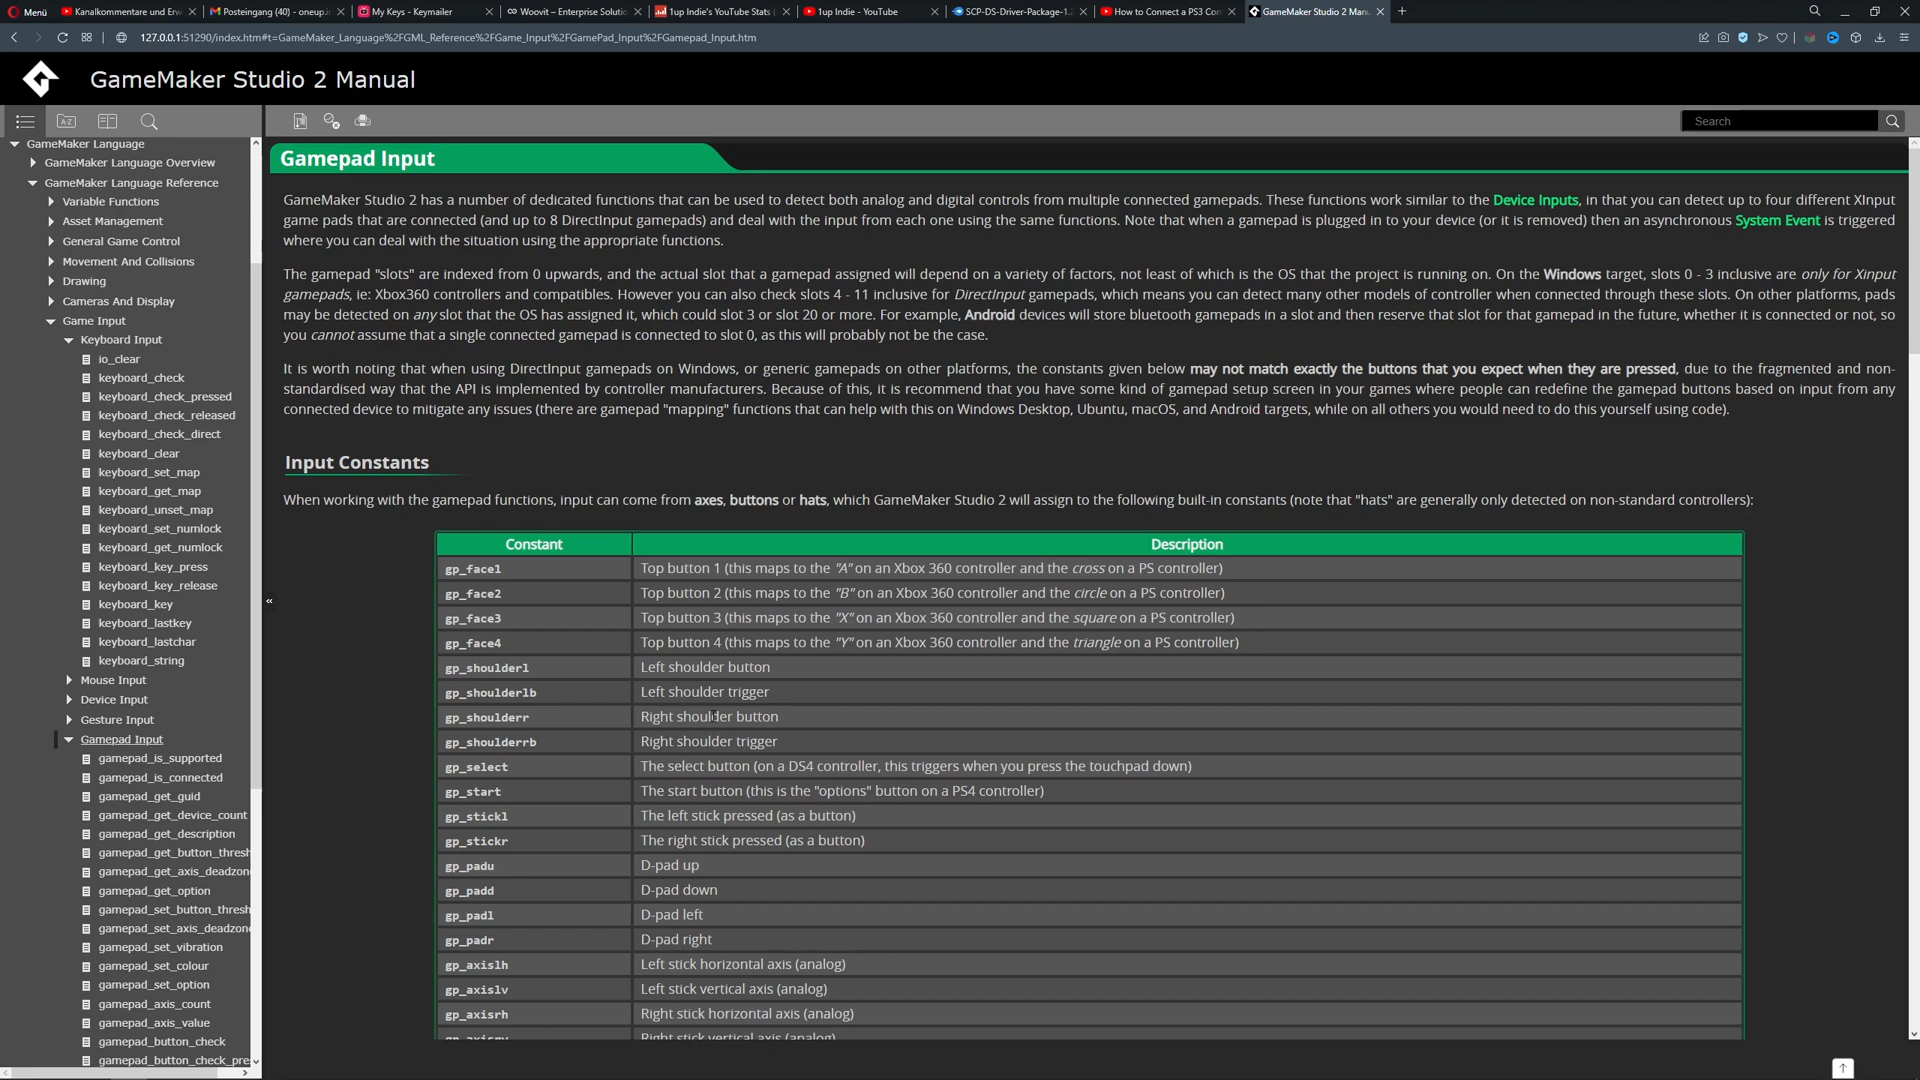 Menü
Kanalkommentare und Erw
Posteingang (40) - oneup.in
My Keys - Keymailer
Woovit – Enterprise Solutio
1up Indie's YouTube Stats (
1up Indie - YouTube
SCP-DS-Driver-Package-1.2
How to Connect a PS3 Con
GameMaker Studio 2 Manu
127.0.0.1:51290/index.htm#t=GameMaker_Language%2FGML_Reference%2FGame_Input%2FGamePad_Input%2FGamepad_Input.htm
GameMaker Studio 2 Manual
Search
GameMaker Language
GameMaker Language Overview
GameMaker Language Reference
Variable Functions
Asset Management
General Game Control
Movement And Collisions
Drawing
Cameras And Display
Game Input
Keyboard Input
io_clear
keyboard_check
keyboard_check_pressed
keyboard_check_released
keyboard_check_direct
keyboard_clear
keyboard_set_map
keyboard_get_map
keyboard_unset_map
keyboard_set_numlock
keyboard_get_numlock
keyboard_key_press
keyboard_key_release
keyboard_key
keyboard_lastkey
keyboard_lastchar
keyboard_string
Mouse Input
Device Input
Gesture Input
Gamepad Input
gamepad_is_supported
gamepad_is_connected
gamepad_get_guid
gamepad_get_device_count
gamepad_get_description
gamepad_get_button_thresh
gamepad_get_axis_deadzon
gamepad_get_option
gamepad_set_button_thresh
gamepad_set_axis_deadzon
gamepad_set_vibration
gamepad_set_colour
gamepad_set_option
gamepad_axis_count
gamepad_axis_value
gamepad_button_check
gamepad_button_check_pre
Gamepad Input
GameMaker Studio 2 has a number of dedicated functions that can be used to detect both analog and digital controls from multiple connected gamepads. These functions work similar to the Device Inputs, in that you can detect up to four different XInput
game pads that are connected (and up to 8 DirectInput gamepads) and deal with the input from each one using the same functions. Note that when a gamepad is plugged in to your device (or it is removed) then an asynchronous System Event is triggered
where you can deal with the situation using the appropriate functions.
The gamepad "slots" are indexed from 0 upwards, and the actual slot that a gamepad assigned will depend on a variety of factors, not least of which is the OS that the project is running on. On the Windows target, slots 0 - 3 inclusive are only for Xinput
gamepads, ie: Xbox360 controllers and compatibles. However you can also check slots 4 - 11 inclusive for DirectInput gamepads, which means you can detect many other models of controller when connected through these slots. On other platforms, pads
may be detected on any slot that the OS has assigned it, which could slot 3 or slot 20 or more. For example, Android devices will store bluetooth gamepads in a slot and then reserve that slot for that gamepad in the future, whether it is connected or not, so
you cannot assume that a single connected gamepad is connected to slot 0, as this will probably not be the case.
It is worth noting that when using DirectInput gamepads on Windows, or generic gamepads on other platforms, the constants given below may not match exactly the buttons that you expect when they are pressed, due to the fragmented and non-
standardised way that the API is implemented by controller manufacturers. Because of this, it is recommend that you have some kind of gamepad setup screen in your games where people can redefine the gamepad buttons based on input from any
connected device to mitigate any issues (there are gamepad "mapping" functions that can help with this on Windows Desktop, Ubuntu, macOS, and Android targets, while on all others you would need to do this yourself using code).
Input Constants
When working with the gamepad functions, input can come from axes, buttons or hats, which GameMaker Studio 2 will assign to the following built-in constants (note that "hats" are generally only detected on non-standard controllers):
Constant Description
gp_face1 Top button 1 (this maps to the "A" on an Xbox 360 controller and the cross on a PS controller)
gp_face2 Top button 2 (this maps to the "B" on an Xbox 360 controller and the circle on a PS controller)
gp_face3 Top button 3 (this maps to the "X" on an Xbox 360 controller and the square on a PS controller)
gp_face4 Top button 4 (this maps to the "Y" on an Xbox 360 controller and the triangle on a PS controller)
gp_shoulderl Left shoulder button
gp_shoulderlb Left shoulder trigger
gp_shoulderr Right shoulder button
gp_shoulderrb Right shoulder trigger
gp_select The select button (on a DS4 controller, this triggers when you press the touchpad down)
gp_start The start button (this is the "options" button on a PS4 controller)
gp_stickl The left stick pressed (as a button)
gp_stickr The right stick pressed (as a button)
gp_padu D-pad up
gp_padd D-pad down
gp_padl D-pad left
gp_padr D-pad right
gp_axislh Left stick horizontal axis (analog)
gp_axislv Left stick vertical axis (analog)
gp_axisrh Right stick horizontal axis (analog)
gp_axisrv Right stick vertical axis (analog)